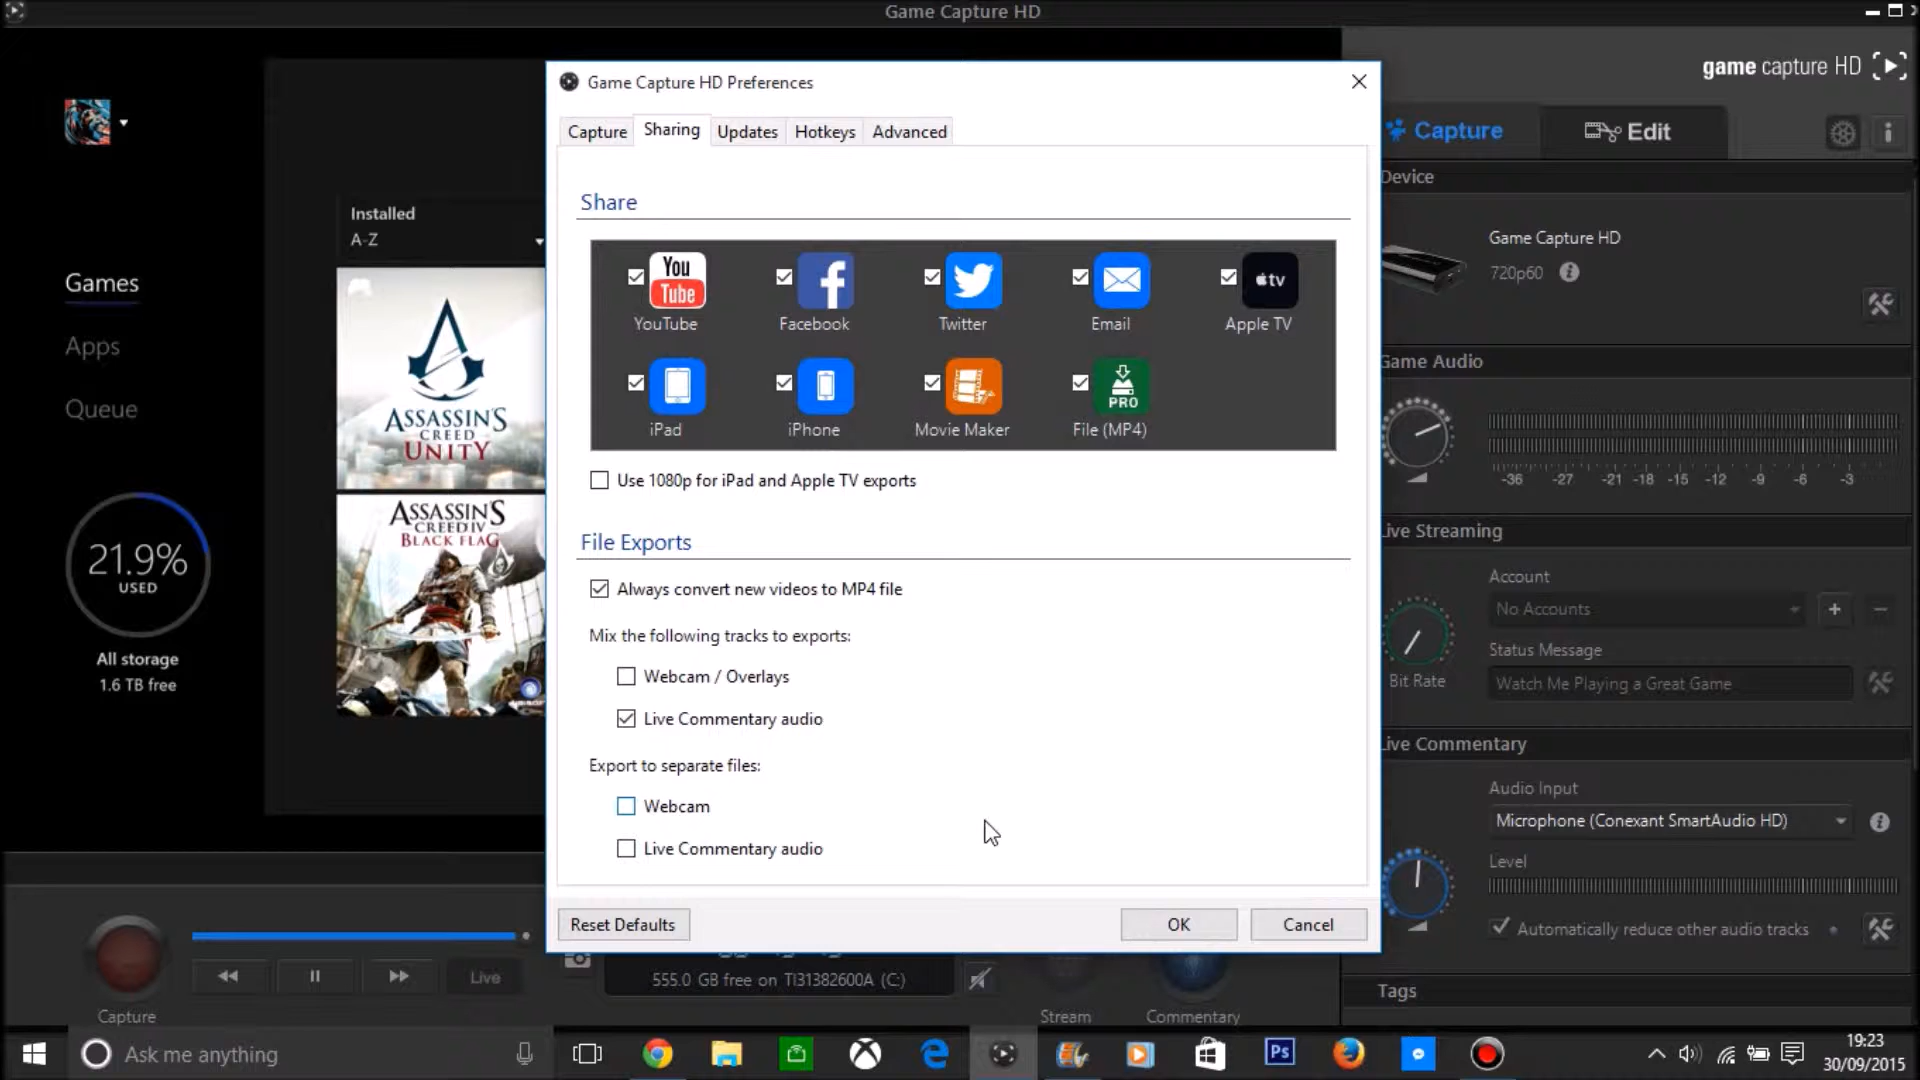 Game Capture HD
game capture HD
Game Capture HD Preferences
Capture Sharing Updates Hotkeys Advanced
Capture Edit
Share
You Tube
tv
YouTube Facebook Twitter Email Apple TV
PRO
iPad iPhone Movie Maker File (MP4)
Use 1080p for iPad and Apple TV exports
File Exports
Always convert new videos to MP4 file
Mix the following tracks to exports:
Webcam / Overlays
Live Commentary audio
Export to separate files:
Webcam
Live Commentary audio
Reset Defaults OK Cancel
Installed
A-Z
Games
Apps
Queue
ASSASSIN'S
CREED
UNITY
ASSASSIN'S
CREED IV
BLACK FLAG
21.9%
USED
All storage
1.6 TB free
Device
Game Capture HD
720p60
Game Audio
-36 -27 -21 -18 -15 -12 -9 -6 -3
ive Streaming
Account
No Accounts
Status Message
Bit Rate
Watch Me Playing a Great Game
ive Commentary
Audio Input
Microphone (Conexant SmartAudio HD)
Level
Automatically reduce other audio tracks
Tags
Live
555.0 GB free on TI31382600A (C:)
Capture Stream Commentary
Ask me anything
Ps
19:23
30/09/2015